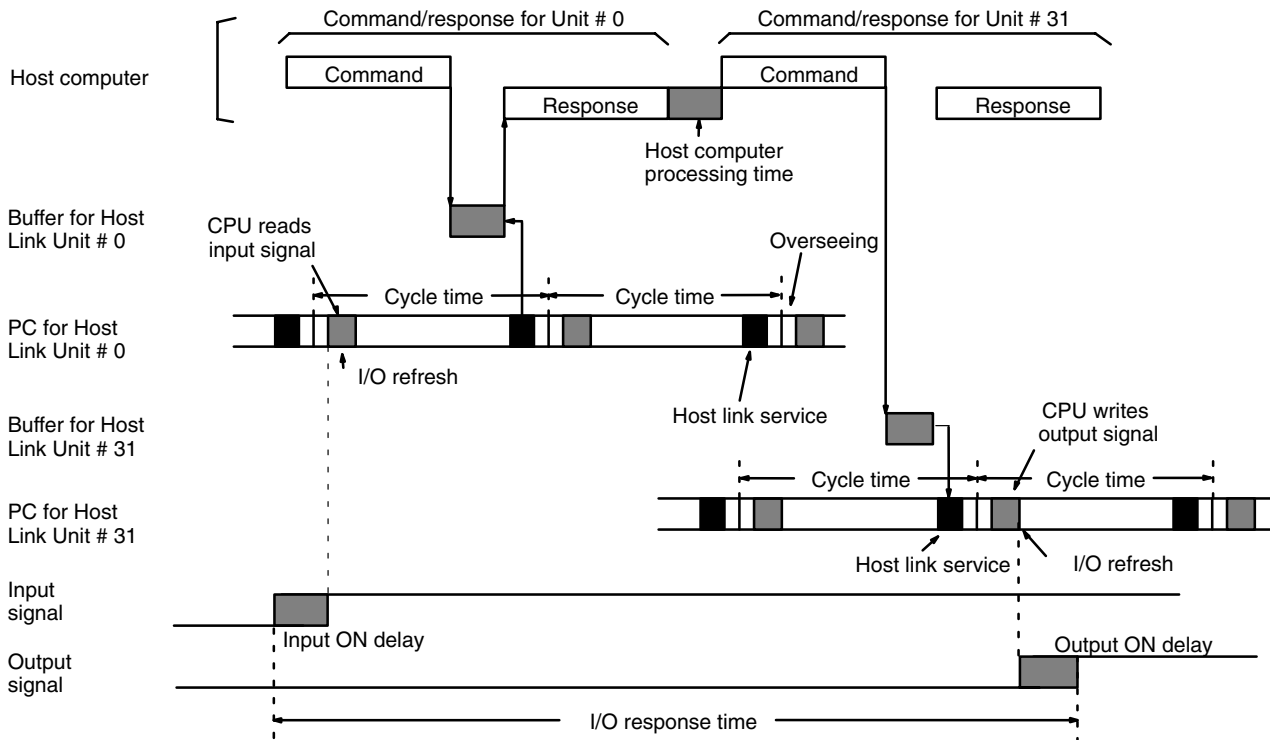 Command/response for Unit # 0
Command/response for Unit # 31
Host computer
Command
Command
Response
Response
Host computer
processing time
Buffer for Host
Link Unit # 0
CPU reads
input signal
Overseeing
Cycle time
Cycle time
PC for Host
Link Unit # 0
I/O refresh
Host link service
Buffer for Host
Link Unit # 31
CPU writes
output signal
Cycle time
Cycle time
PC for Host
Link Unit # 31
Host link service
I/O refresh
Input
signal
Input ON delay
Output
signal
Output ON delay
I/O response time